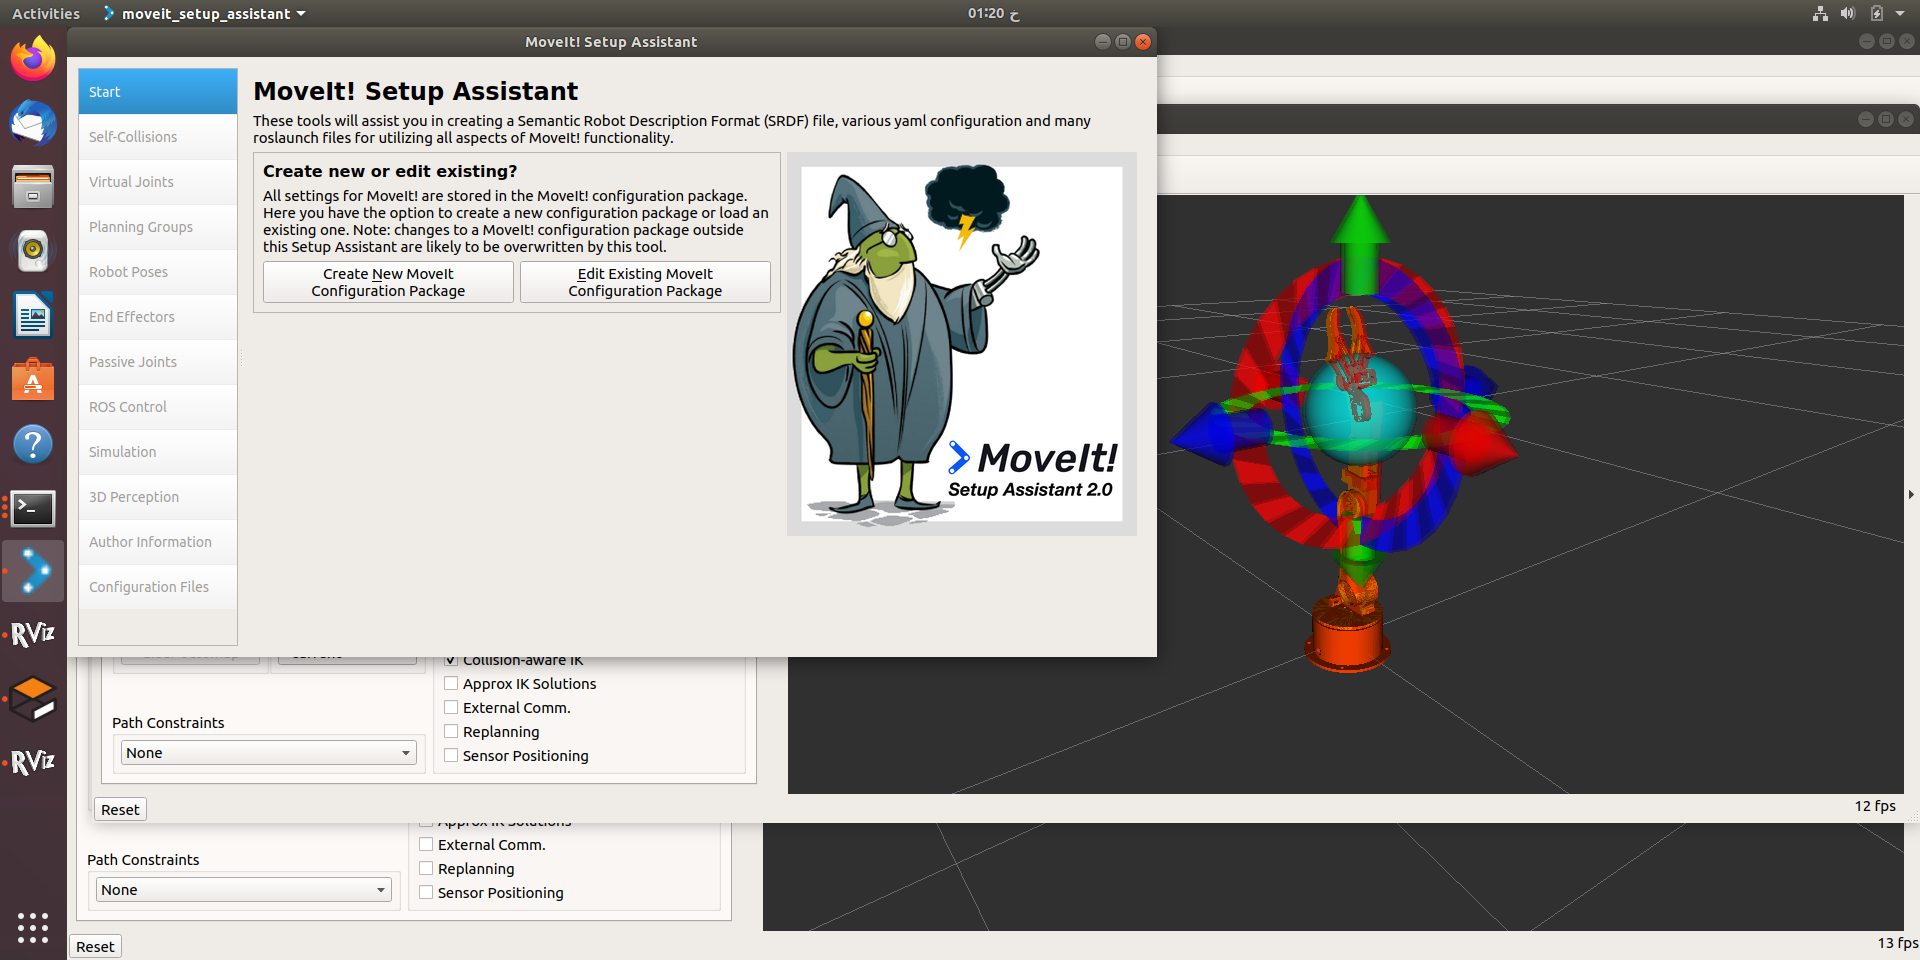 Activities
moveit_setup_assistant
01:20 خ
MoveIt! Setup Assistant
Start
Self-Collisions
Virtual Joints
Planning Groups
Robot Poses
End Effectors
Passive Joints
ROS Control
Simulation
3D Perception
Author Information
Configuration Files
MoveIt! Setup Assistant
These tools will assist you in creating a Semantic Robot Description Format (SRDF) file, various yaml configuration and many
roslaunch files for utilizing all aspects of MoveIt! functionality.
Create new or edit existing?
All settings for MoveIt! are stored in the MoveIt! configuration package.
Here you have the option to create a new configuration package or load an
existing one. Note: changes to a MoveIt! configuration package outside
this Setup Assistant are likely to be overwritten by this tool.
Create New MoveIt
Configuration Package
Edit Existing MoveIt
Configuration Package
MoveIt!
Setup Assistant 2.0
RViz
RViz
Collision-aware IK
Approx IK Solutions
External Comm.
Replanning
Sensor Positioning
Path Constraints
None
Reset
12 fps
Approx IK Solutions
External Comm.
Replanning
Sensor Positioning
Path Constraints
None
Reset
13 fps